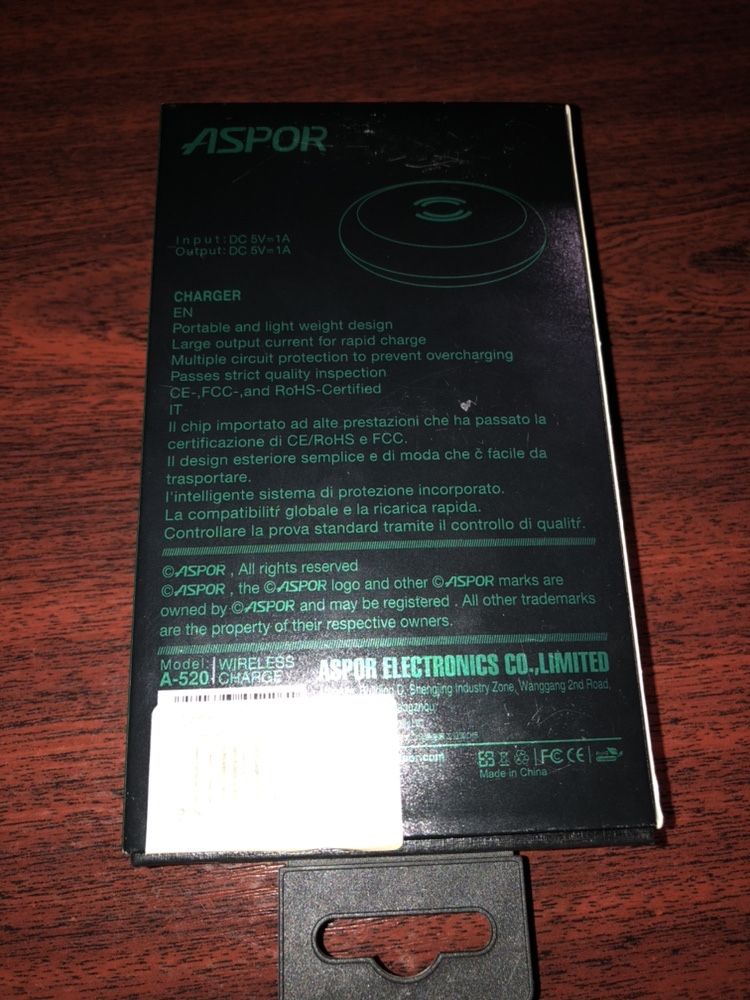 ASPOR
Input: DC 5V=1A
Output: DC 5V=1A
CHARGER
EN
Portable and light weight design
Large output current for rapid charge
Multiple circuit protection to prevent overcharging
Passes strict quality inspection
CE-,FCC-,and RoHS-Certified
IT
Il chip importato ad alte prestazioni che ha passato la
certificazione di CE/RoHS e FCC.
Il design esteriore semplice e di moda che č facile da
trasportare.
l'intelligente sistema di protezione incorporato.
La compatibilitŕ globale e la ricarica rapida.
Controllare la prova standard tramite il controllo di qualitŕ.
©ASPOR , All rights reserved
©ASPOR , the ©ASPOR logo and other ©ASPOR marks are
owned by ©ASPOR and may be registered . All other trademarks
are the property of their respective owners.
Model: WIRELESS
A-520 CHARGE
ASPOR ELECTRONICS CO.,LIMITED
D, Shengjing Industry Zone, Wanggang 2nd Road,
FC CE
Made in China